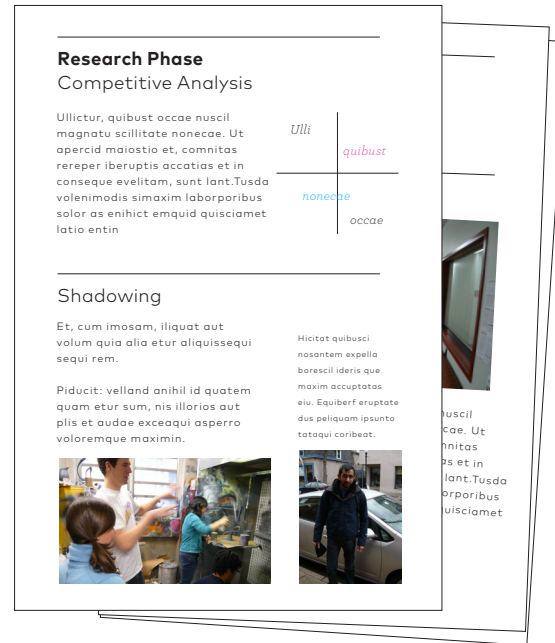 Research Phase
Competitive Analysis
Ullictur, quibust occae nuscil
magnatu scillitate nonecae. Ut
apercid maiostio et, comnitas
rereper iberuptis accatias et in
conseque evelitam, sunt lant.Tusda
volenimodis simaxim laborporibus
solor as enihict emquid quisciamet
latio entin
Ulli
quibust
nonecae
occae
Shadowing
Et, cum imosam, iliquat aut
volum quia alia etur aliquissequi
sequi rem.
Piducit: velland anihil id quatem
quam etur sum, nis illorios aut
plis et audae exceaqui asperro
voloremque maximin.
Hicitat quibusci
nosantem expella
borescil ideris que
maxim accuptatas
eiu. Equiberf eruptate
dus peliquam ipsunto
tataqui coribeat.
nuscil
cae. Ut
nnitas
as et in
lant.Tusda
orporibus
uisciamet